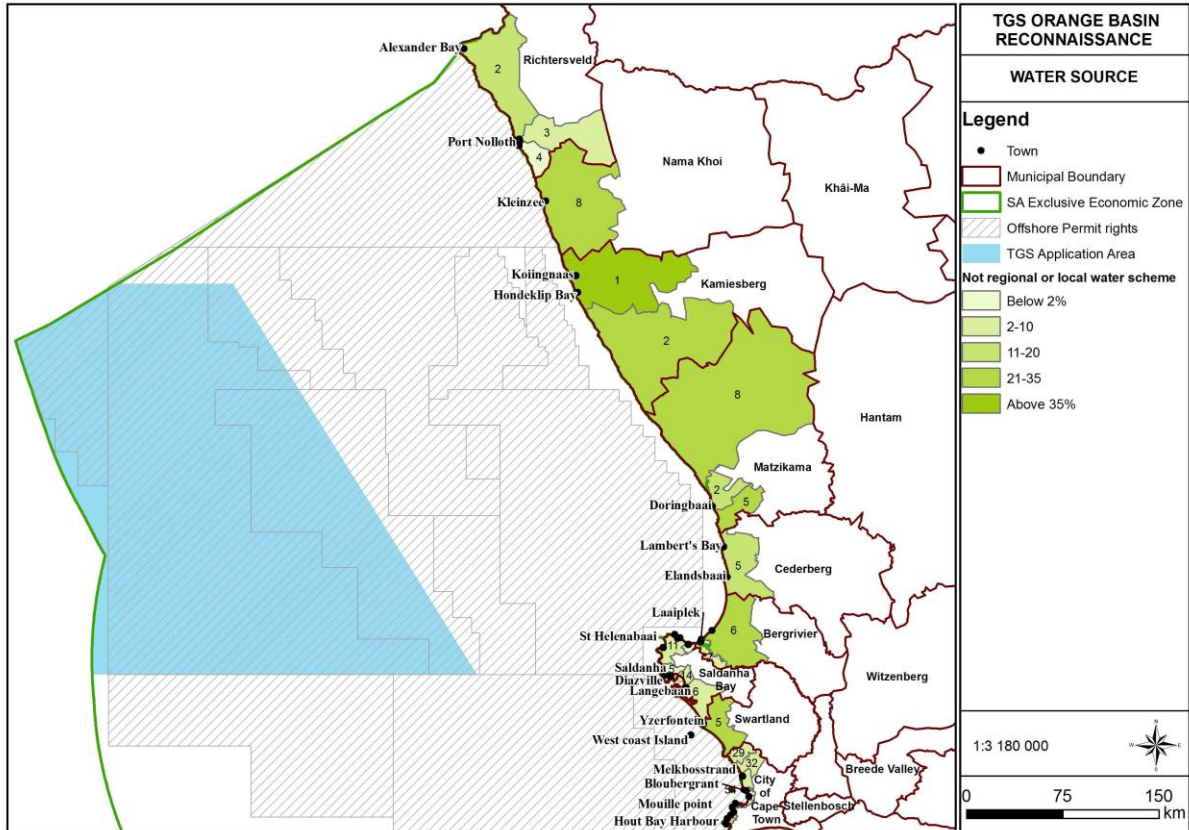 Alexander Bay
Richtersveld
2
3
Port Nolloth
4
Nama Khoi
Khâi-Ma
Kleinzee
8
Koiingnaas
1
Kamiesberg
Hondeklip Bay
2
8
Hantam
Matzikama
2
5
Doringbaai
Lambert's Bay
5
Cederberg
Elandsbaai
Laaiplek
6
Bergrivier
St Helenabaai
11
Witzenberg
Saldanha
5
14
Saldanha
Bay
Diazville
Langebaan
6
Swartland
Yzerfontein
5
West coast Island
29
32
Melkbosstrand
Breede Valley
Bloubergrant
City
of
Cape
Town
Stellenbosch
Mouille point
Hout Bay Harbour
TGS ORANGE BASIN
RECONNAISSANCE
WATER SOURCE
Legend
Town
Municipal Boundary
SA Exclusive Economic Zone
Offshore Permit rights
TGS Application Area
Not regional or local water scheme
Below 2%
2-10
11-20
21-35
Above 35%
1:3 180 000
N
W E
S
0 75 150
km